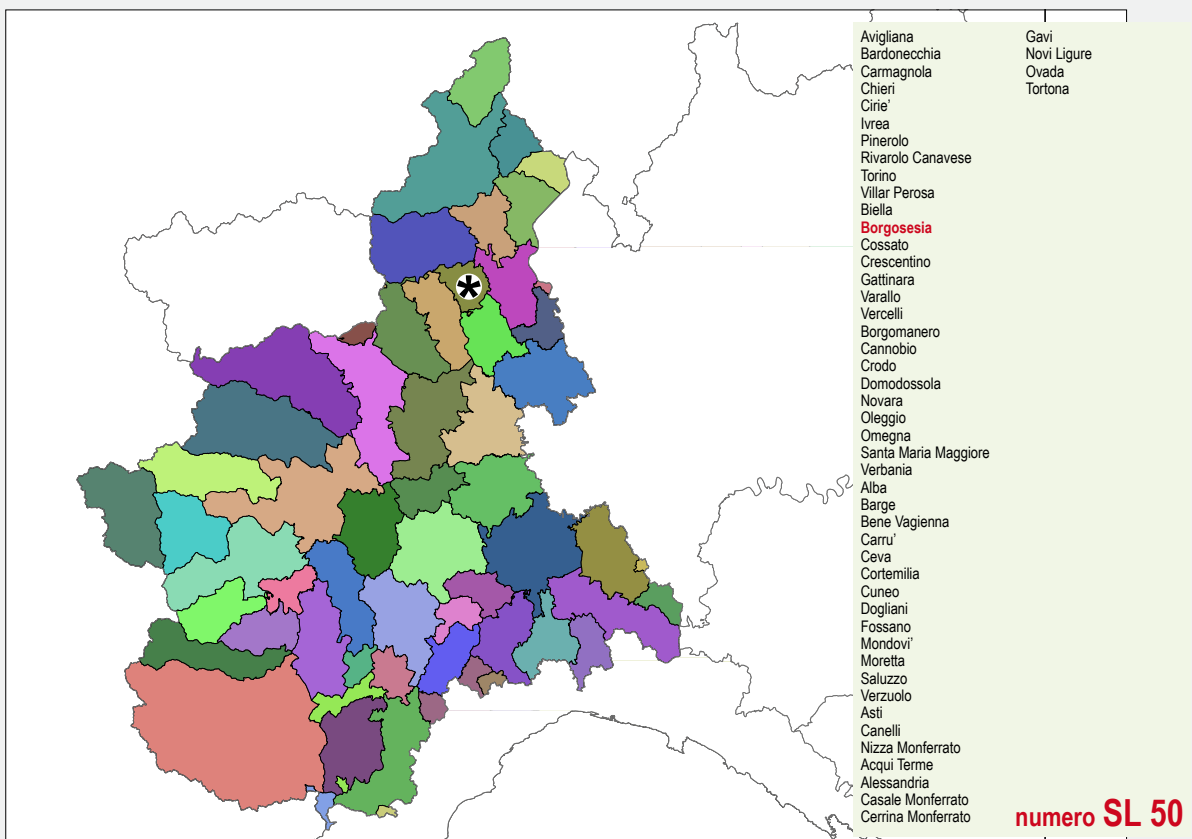 Avigliana
Bardonecchia
Carmagnola
Chieri
Cirie'
Ivrea
Pinerolo
Rivarolo Canavese
Torino
Villar Perosa
Biella
Borgosesia
Cossato
Crescentino
Gattinara
Varallo
Vercelli
Borgomanero
Cannobio
Crodo
Domodossola
Novara
Oleggio
Omegna
Santa Maria Maggiore
Verbania
Alba
Barge
Bene Vagienna
Carru'
Ceva
Cortemilia
Cuneo
Dogliani
Fossano
Mondovi'
Moretta
Saluzzo
Verzuolo
Asti
Canelli
Nizza Monferrato
Acqui Terme
Alessandria
Casale Monferrato
Cerrina Monferrato
Gavi
Novi Ligure
Ovada
Tortona
numero SL 50